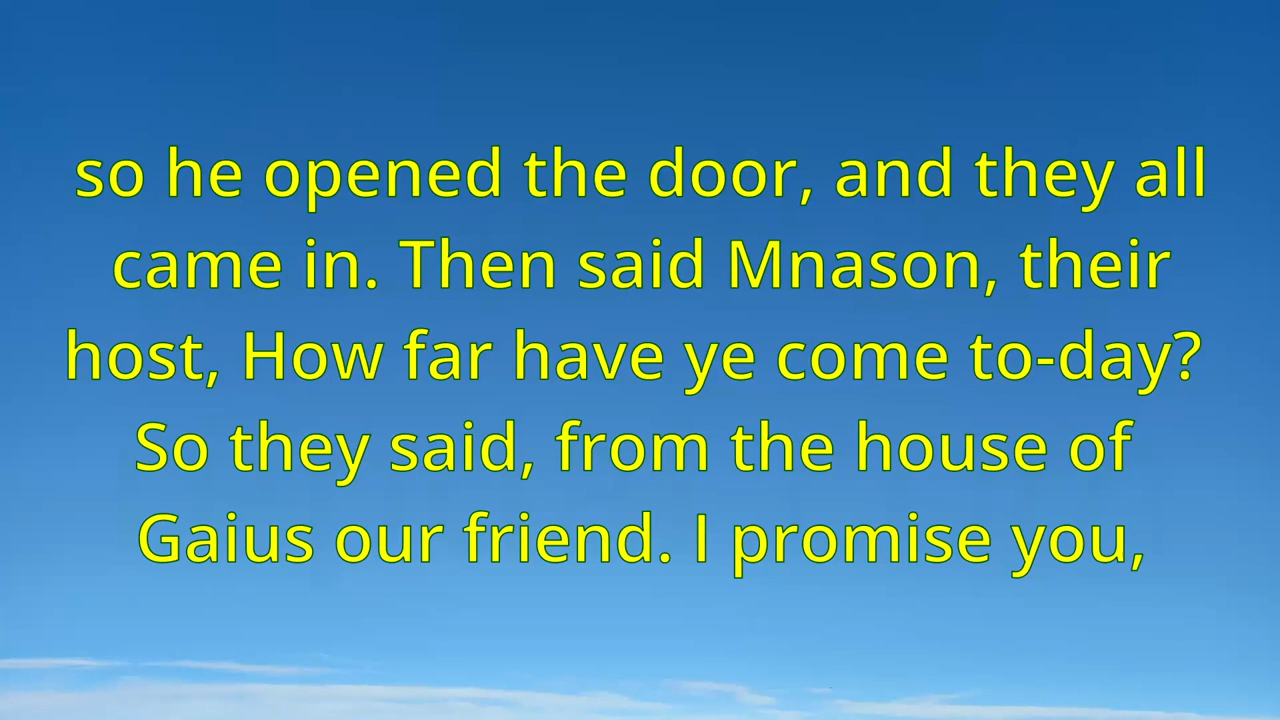 so he opened the door, and they all
came in. Then said Mnason, their
host, How far have ye come to-day?
So they said, from the house of
Gaius our friend. I promise you,